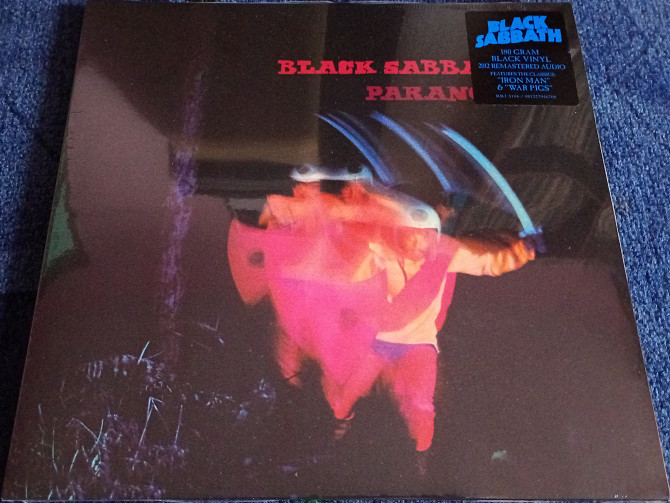 BLACK
SABBATH
180 GRAM
BLACK VINYL
2012 REMASTERED AUDIO
FEATURES THE CLASSICS:
"IRON MAN"
& "WAR PIGS"
BLACK SABBA
PARANO